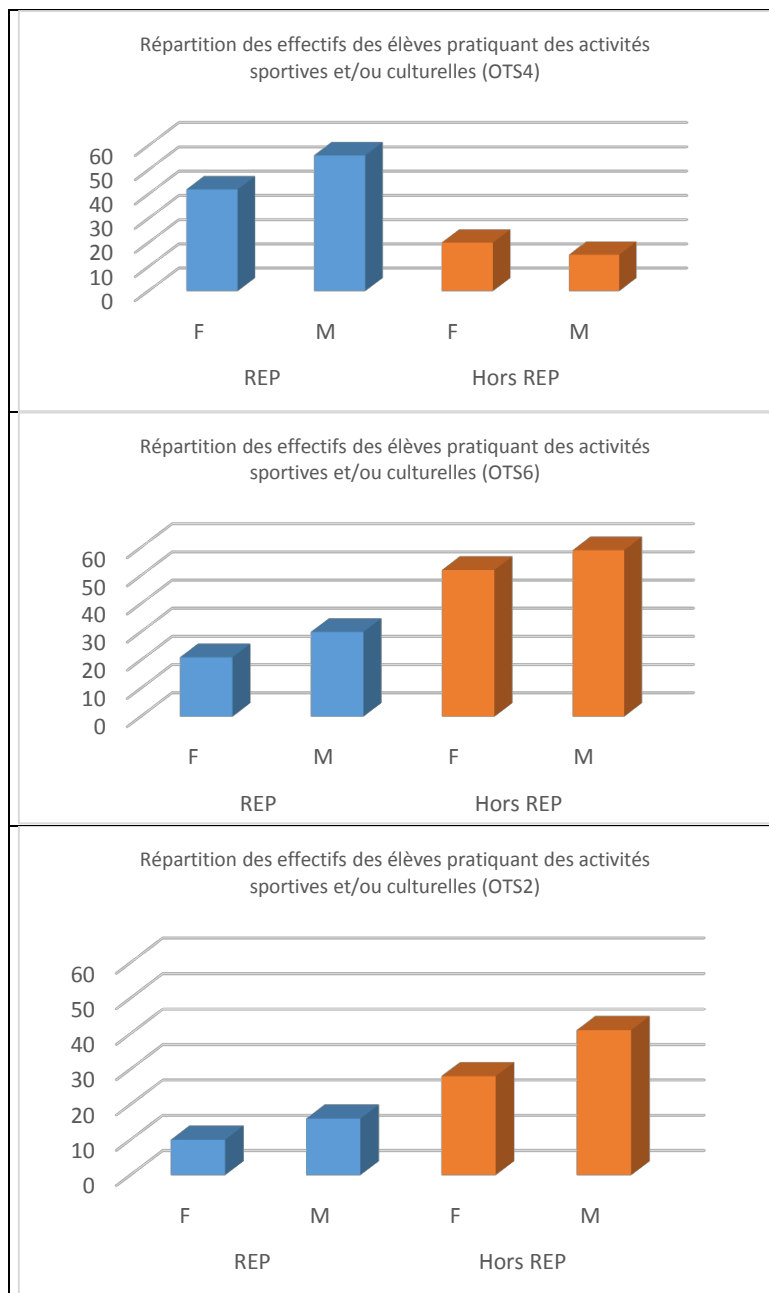 Répartition des effectifs des élèves pratiquant des activités
sportives et/ou culturelles (OTS4)
60
50
40
30
20
10
0
F M F M
REP Hors REP
Répartition des effectifs des élèves pratiquant des activités
sportives et/ou culturelles (OTS6)
60
50
40
30
20
10
0
F M F M
REP Hors REP
Répartition des effectifs des élèves pratiquant des activités
sportives et/ou culturelles (OTS2)
60
50
40
30
20
10
0
F M F M
REP Hors REP